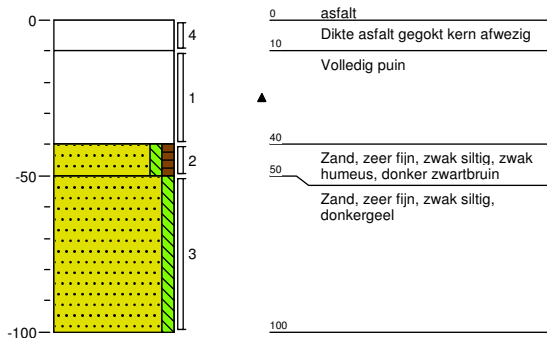 0
-50
-100
4
1
2
3
0 asfalt
Dikte asfalt gegokt kern afwezig
10
Volledig puin
40
Zand, zeer fijn, zwak siltig, zwak
humeus, donker zwartbruin
50
Zand, zeer fijn, zwak siltig,
donkergeel
100